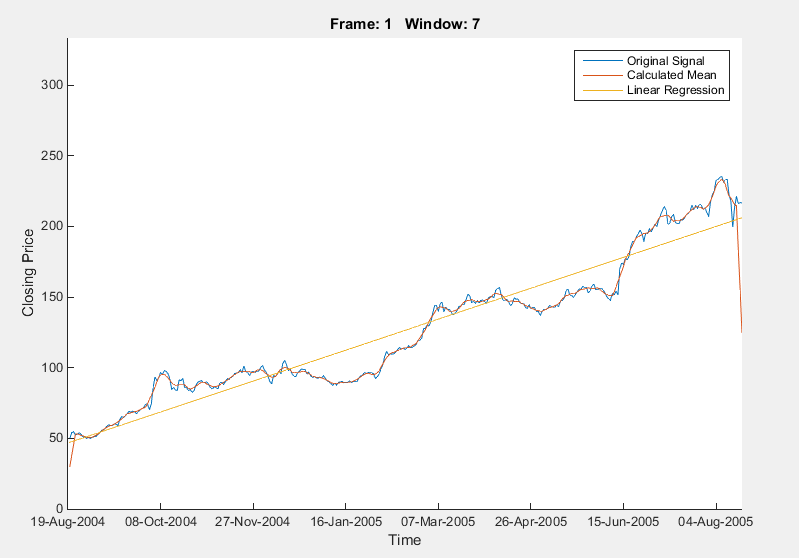 Frame: 1 Window: 7
Original Signal
Calculated Mean
Linear Regression
300
250
200
150
100
50
0
Closing Price
19-Aug-2004 08-Oct-2004 27-Nov-2004 16-Jan-2005 07-Mar-2005 26-Apr-2005 15-Jun-2005 04-Aug-2005
Time